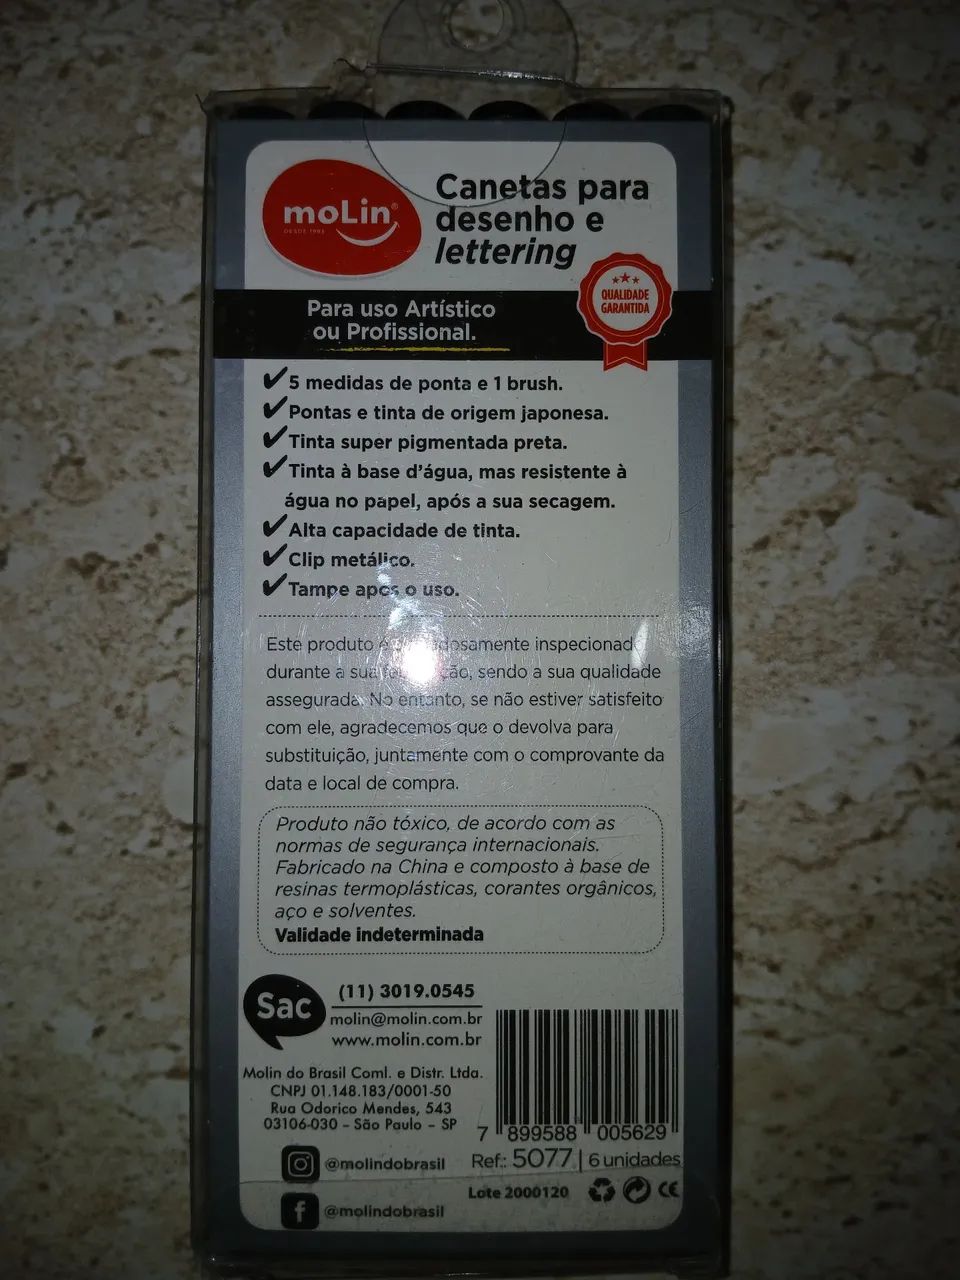 moLin®
DESDE 1993
Canetas para
desenho e
lettering
Para uso Artístico
ou Profissional.
QUALIDADE
GARANTIDA
5 medidas de ponta e 1 brush.
Pontas e tinta de origem japonesa.
Tinta super pigmentada preta.
Tinta à base d'água, mas resistente à
água no papel, após a sua secagem.
Alta capacidade de tinta.
Clip metálico.
Tampe após o uso.
Este produto é inspecionado
durante a sua sendo a sua qualidade
assegurada. No entanto, se não estiver satisfeito
com ele, agradecemos que o devolva para
substituição, juntamente com o comprovante da
data e local de compra.
Produto não tóxico, de acordo com as
normas de segurança internacionais.
Fabricado na China e composto à base de
resinas termoplásticas, corantes orgânicos,
aço e solventes.
Validade indeterminada
Sac
(11) 3019.0545
molin@molin.com.br
www.molin.com.br
Molin do Brasil Coml. e Distr. Ltda.
CNPJ 01.148.183/0001-50
Rua Odorico Mendes, 543
03106-030 – São Paulo – SP
@molindobrasil
@molindobrasil
7 899588 005629
Ref.: 5077 | 6 unidades
Lote 2000120
CE